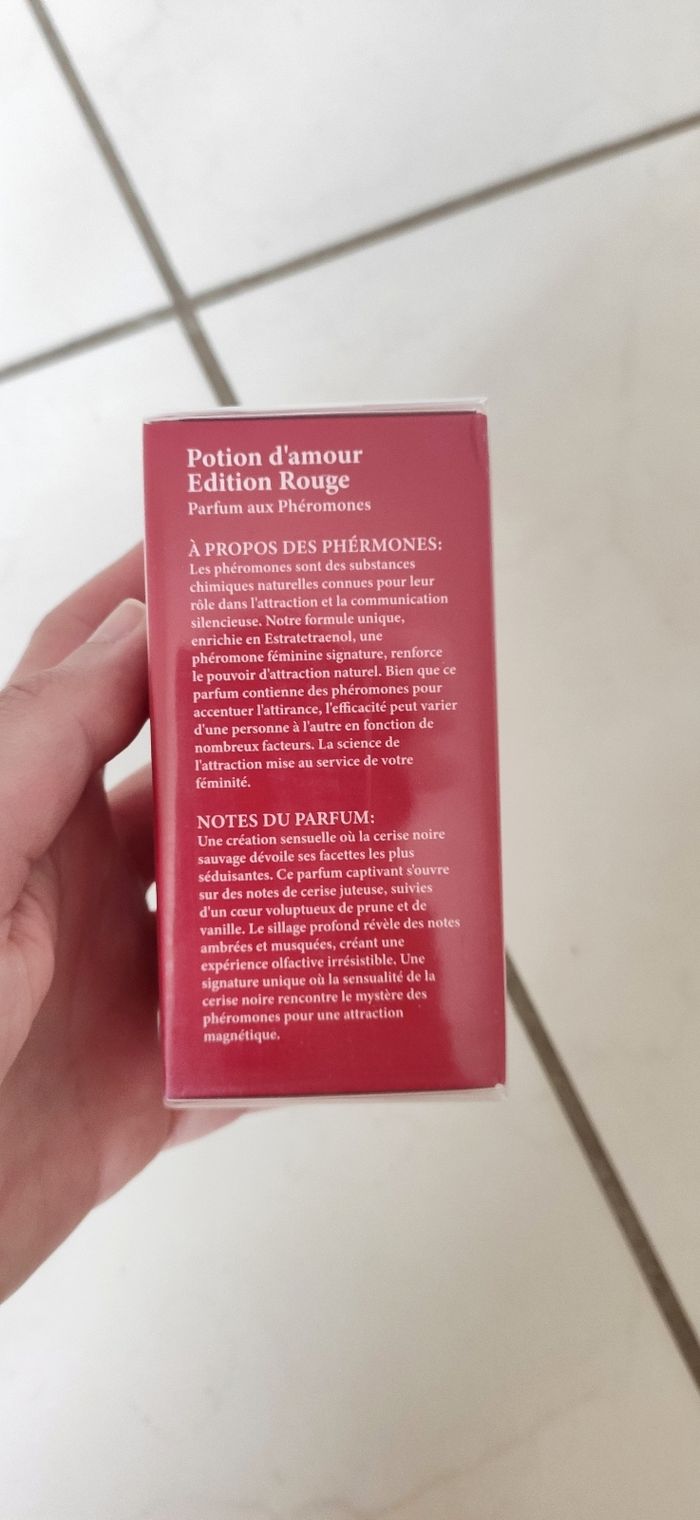 Potion d'amour
Edition Rouge
Parfum aux Phéromones
À PROPOS DES PHÉRMONES:
Les phéromones sont des substances
chimiques naturelles connues pour leur
rôle dans l'attraction et la communication
silencieuse. Notre formule unique,
enrichie en Estratetraenol, une
phéromone féminine signature, renforce
le pouvoir d'attraction naturel. Bien que ce
parfum contienne des phéromones pour
accentuer l'attirance, l'efficacité peut varier
d'une personne à l'autre en fonction de
nombreux facteurs. La science de
l'attraction mise au service de votre
féminité.
NOTES DU PARFUM:
Une création sensuelle où la cerise noire
sauvage dévoile ses facettes les plus
séduisantes. Ce parfum captivant s'ouvre
sur des notes de cerise juteuse, suivies
d'un cœur voluptueux de prune et de
vanille. Le sillage profond révèle des notes
ambrées et musquées, créant une
expérience olfactive irrésistible. Une
signature unique où la sensualité de la
cerise noire rencontre le mystère des
phéromones pour une attraction
magnétique.